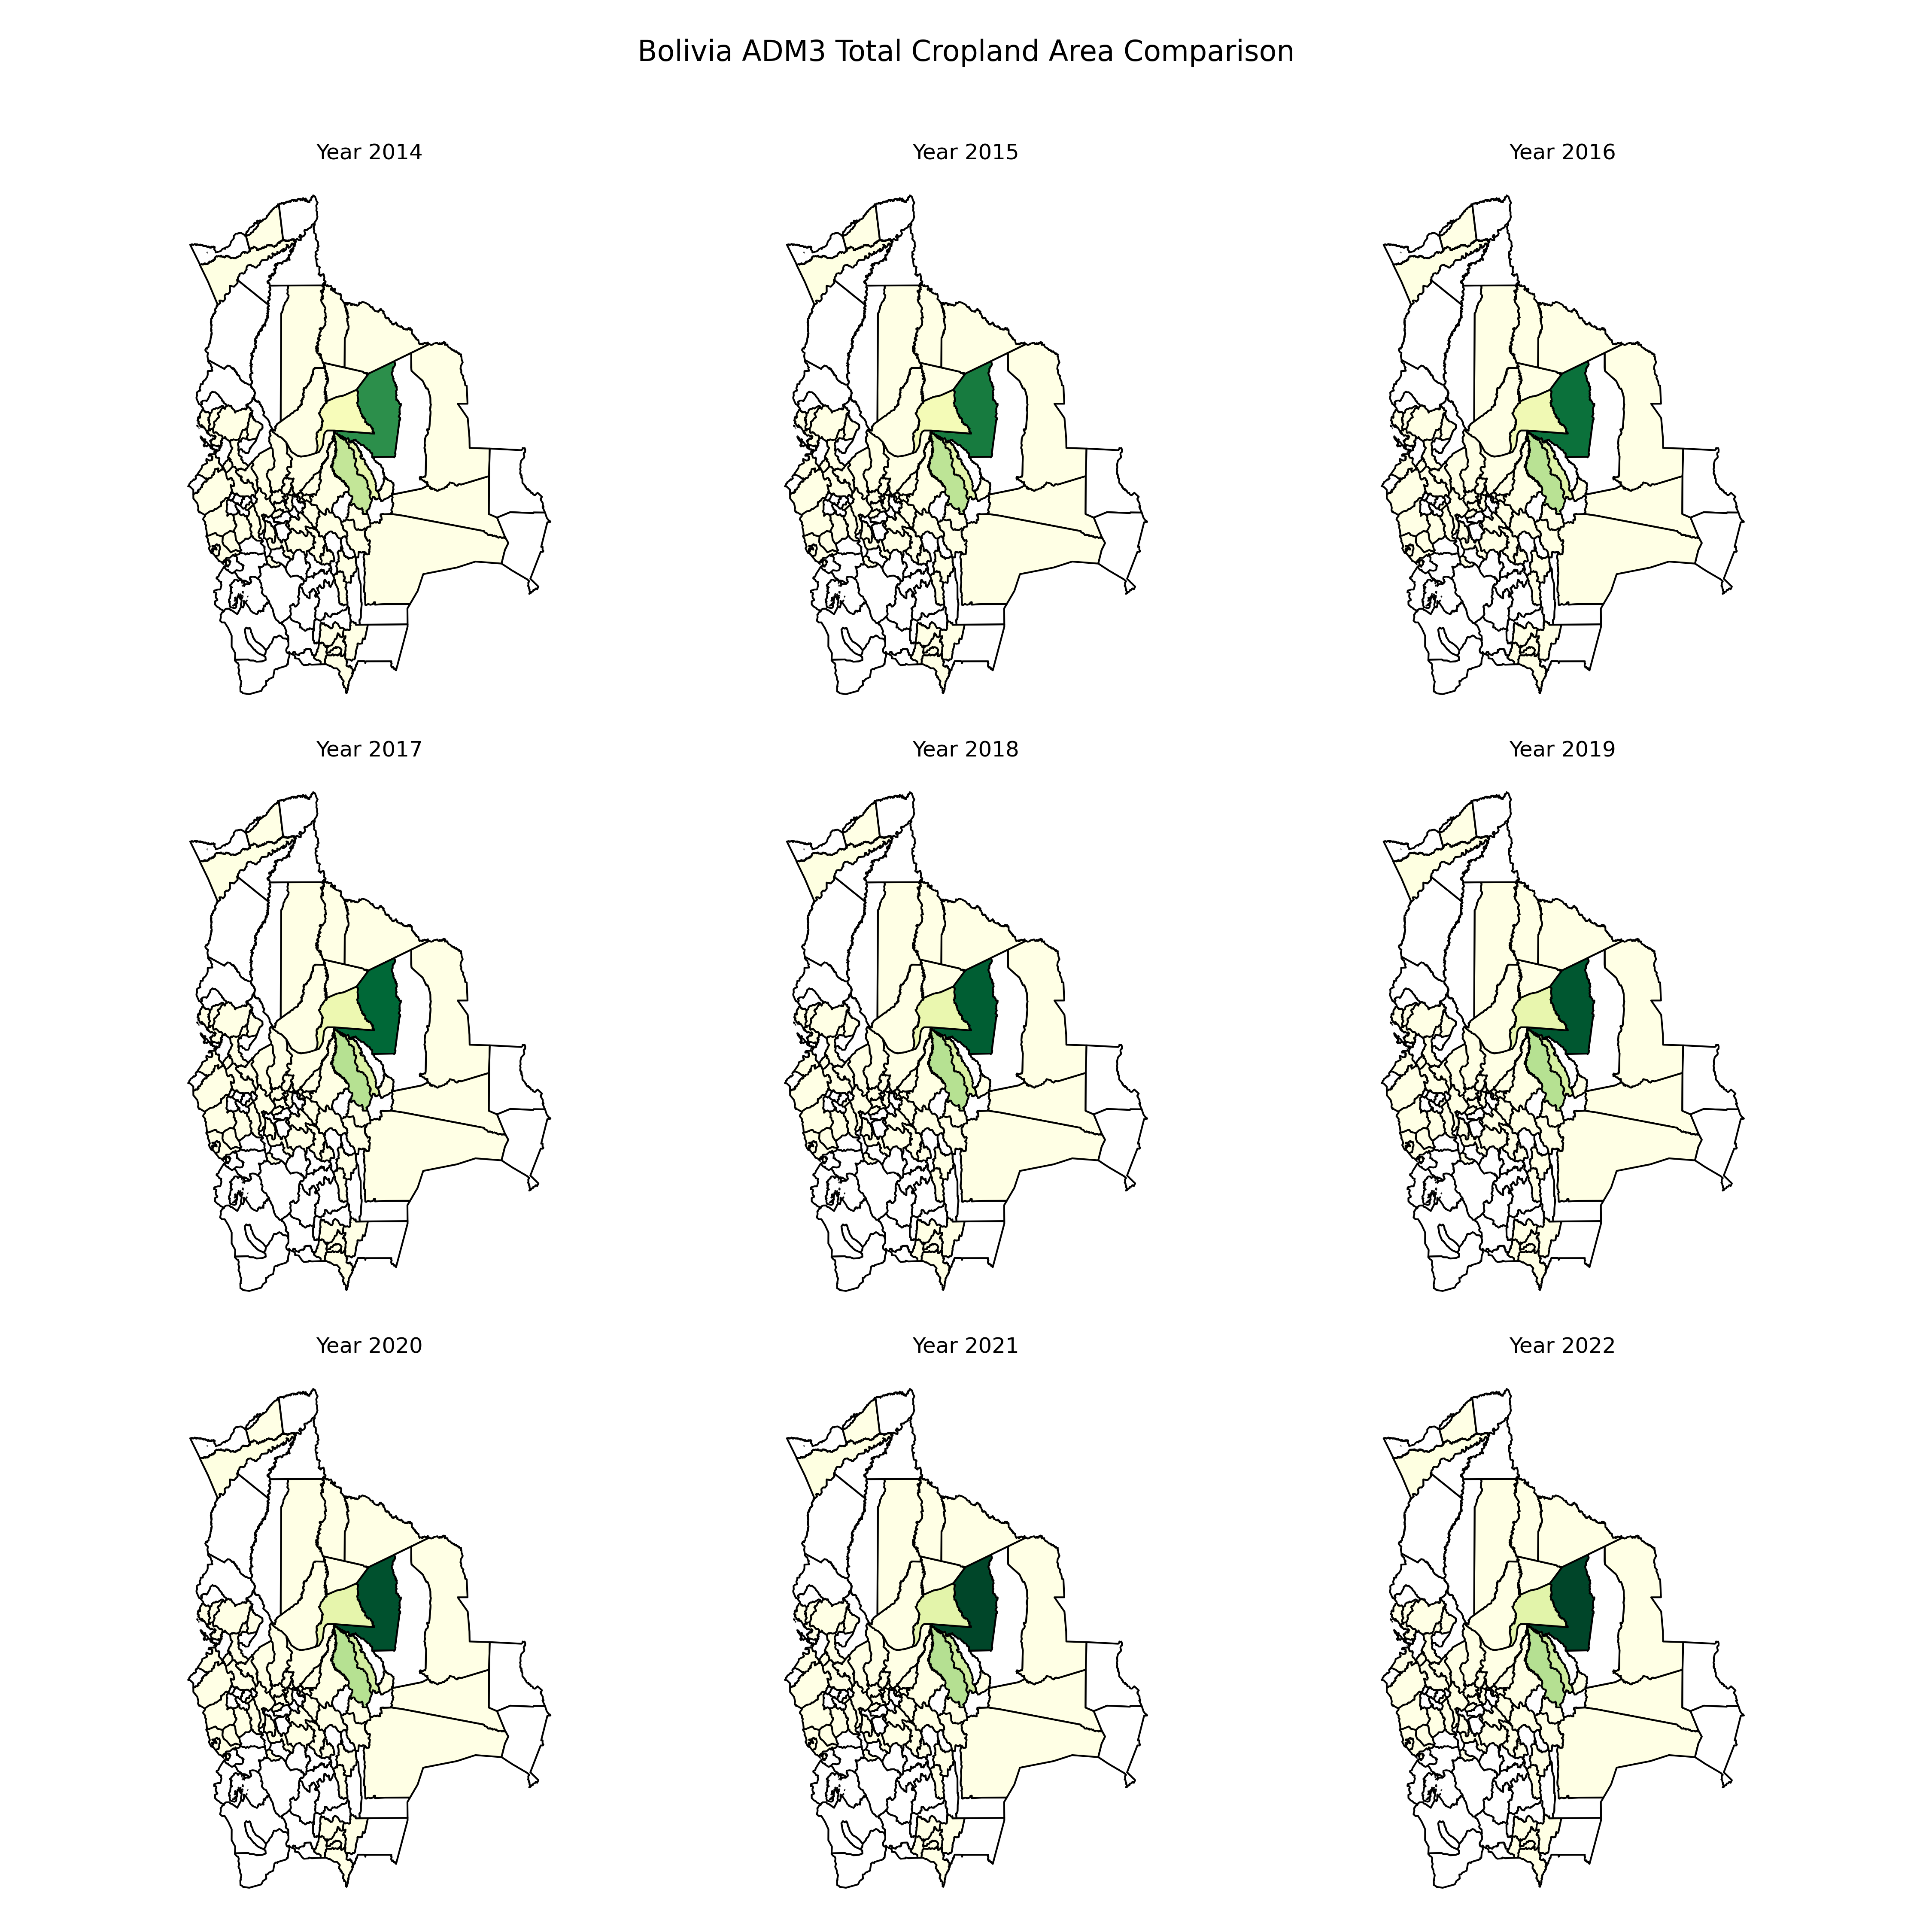 Bolivia ADM3 Total Cropland Area Comparison
Year 2014
Year 2015
Year 2016
Year 2017
Year 2018
Year 2019
Year 2020
Year 2021
Year 2022